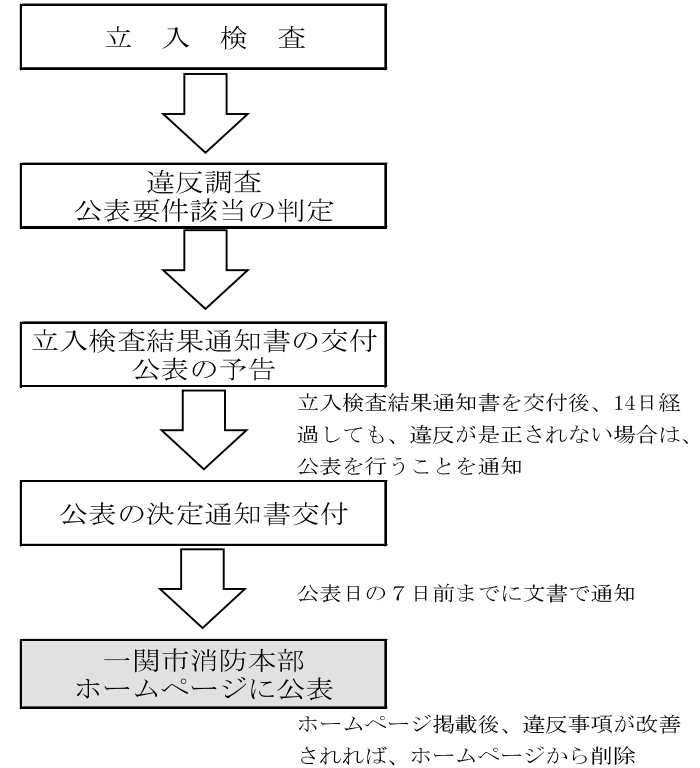 立　入　検　査
違反調査
公表要件該当の判定
立入検査結果通知書の交付
公表の予告
立入検査結果通知書を交付後、14日経
過しても、違反が是正されない場合は、
公表を行うことを通知
公表の決定通知書交付
公表日の７日前までに文書で通知
一関市消防本部
ホームページに公表
ホームページ掲載後、違反事項が改善
されれば、ホームページから削除